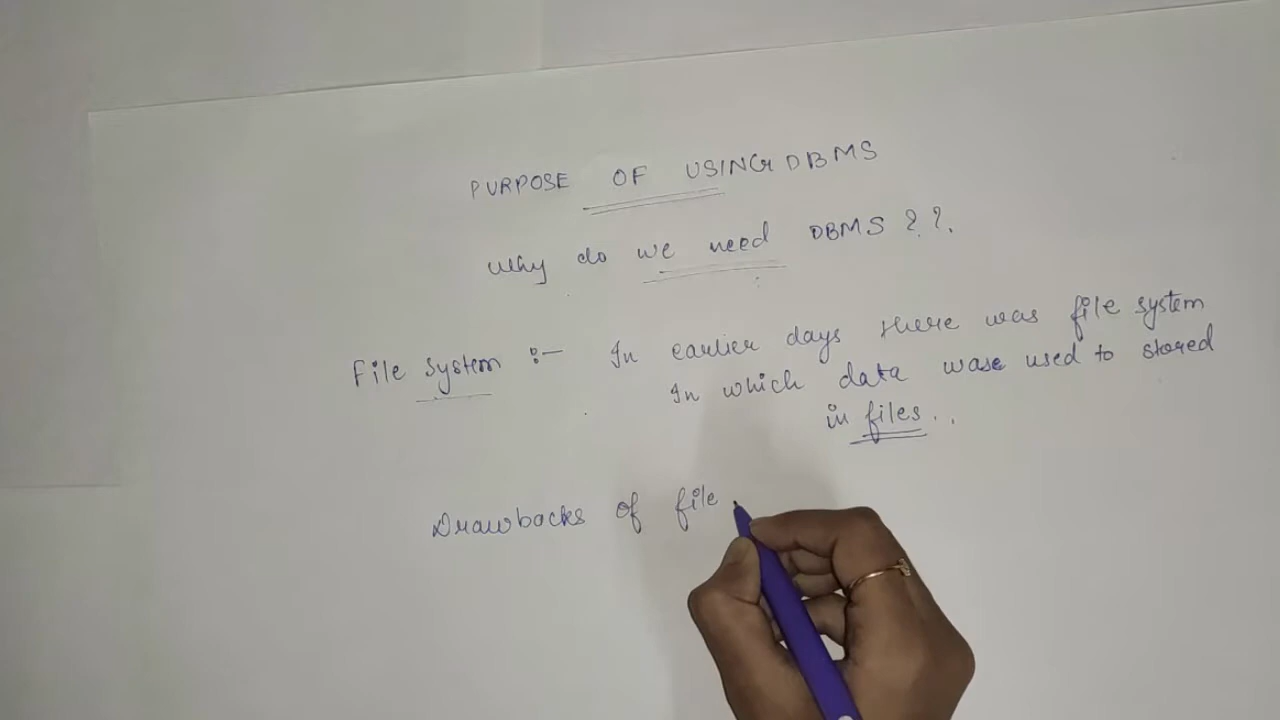 PURPOSE OF USING DBMS
Why do we need DBMS ??.
File system :- In earlier days there was file system
In which data wase used to stored
in files..
Drawbacks of file